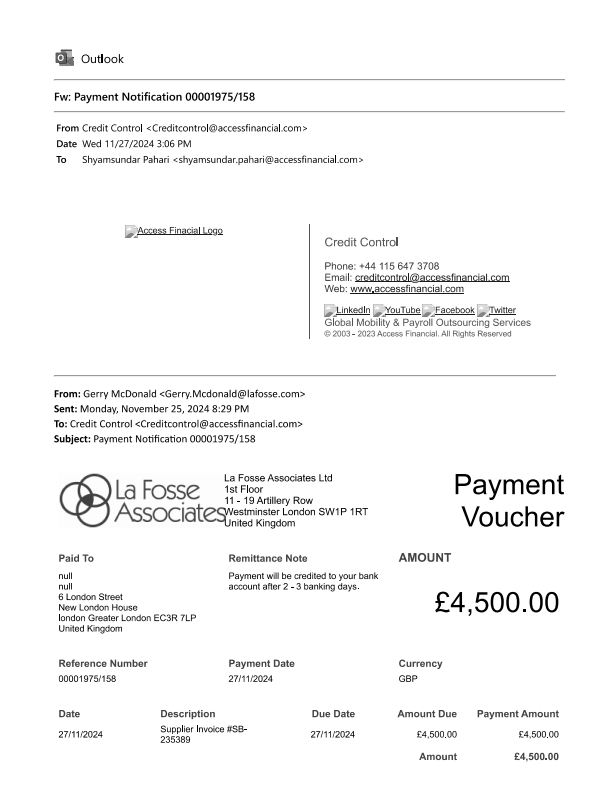 Outlook
Fw: Payment Notification 00001975/158
From Credit Control <Creditcontrol@accessfinancial.com>
Date Wed 11/27/2024 3:06 PM
To Shyamsundar Pahari <shyamsundar.pahari@accessfinancial.com>
Access Finacial Logo
Credit Control
Phone: +44 115 647 3708
Email: creditcontrol@accessfinancial.com
Web: www.accessfinancial.com
LinkedIn YouTube Facebook Twitter
Global Mobility & Payroll Outsourcing Services
© 2003 - 2023 Access Financial. All Rights Reserved
From: Gerry McDonald <Gerry.Mcdonald@lafosse.com>
Sent: Monday, November 25, 2024 8:29 PM
To: Credit Control <Creditcontrol@accessfinancial.com>
Subject: Payment Notification 00001975/158
La Fosse
Associates
La Fosse Associates Ltd
1st Floor
11 - 19 Artillery Row
Westminster London SW1P 1RT
United Kingdom
Payment
Voucher
Paid To
null
null
6 London Street
New London House
london Greater London EC3R 7LP
United Kingdom
Remittance Note
Payment will be credited to your bank
account after 2 - 3 banking days.
AMOUNT
£4,500.00
Reference Number Payment Date Currency
00001975/158 27/11/2024 GBP
Date Description Due Date Amount Due Payment Amount
27/11/2024 Supplier Invoice #SB- 27/11/2024 £4,500.00 £4,500.00
235389
Amount £4,500.00